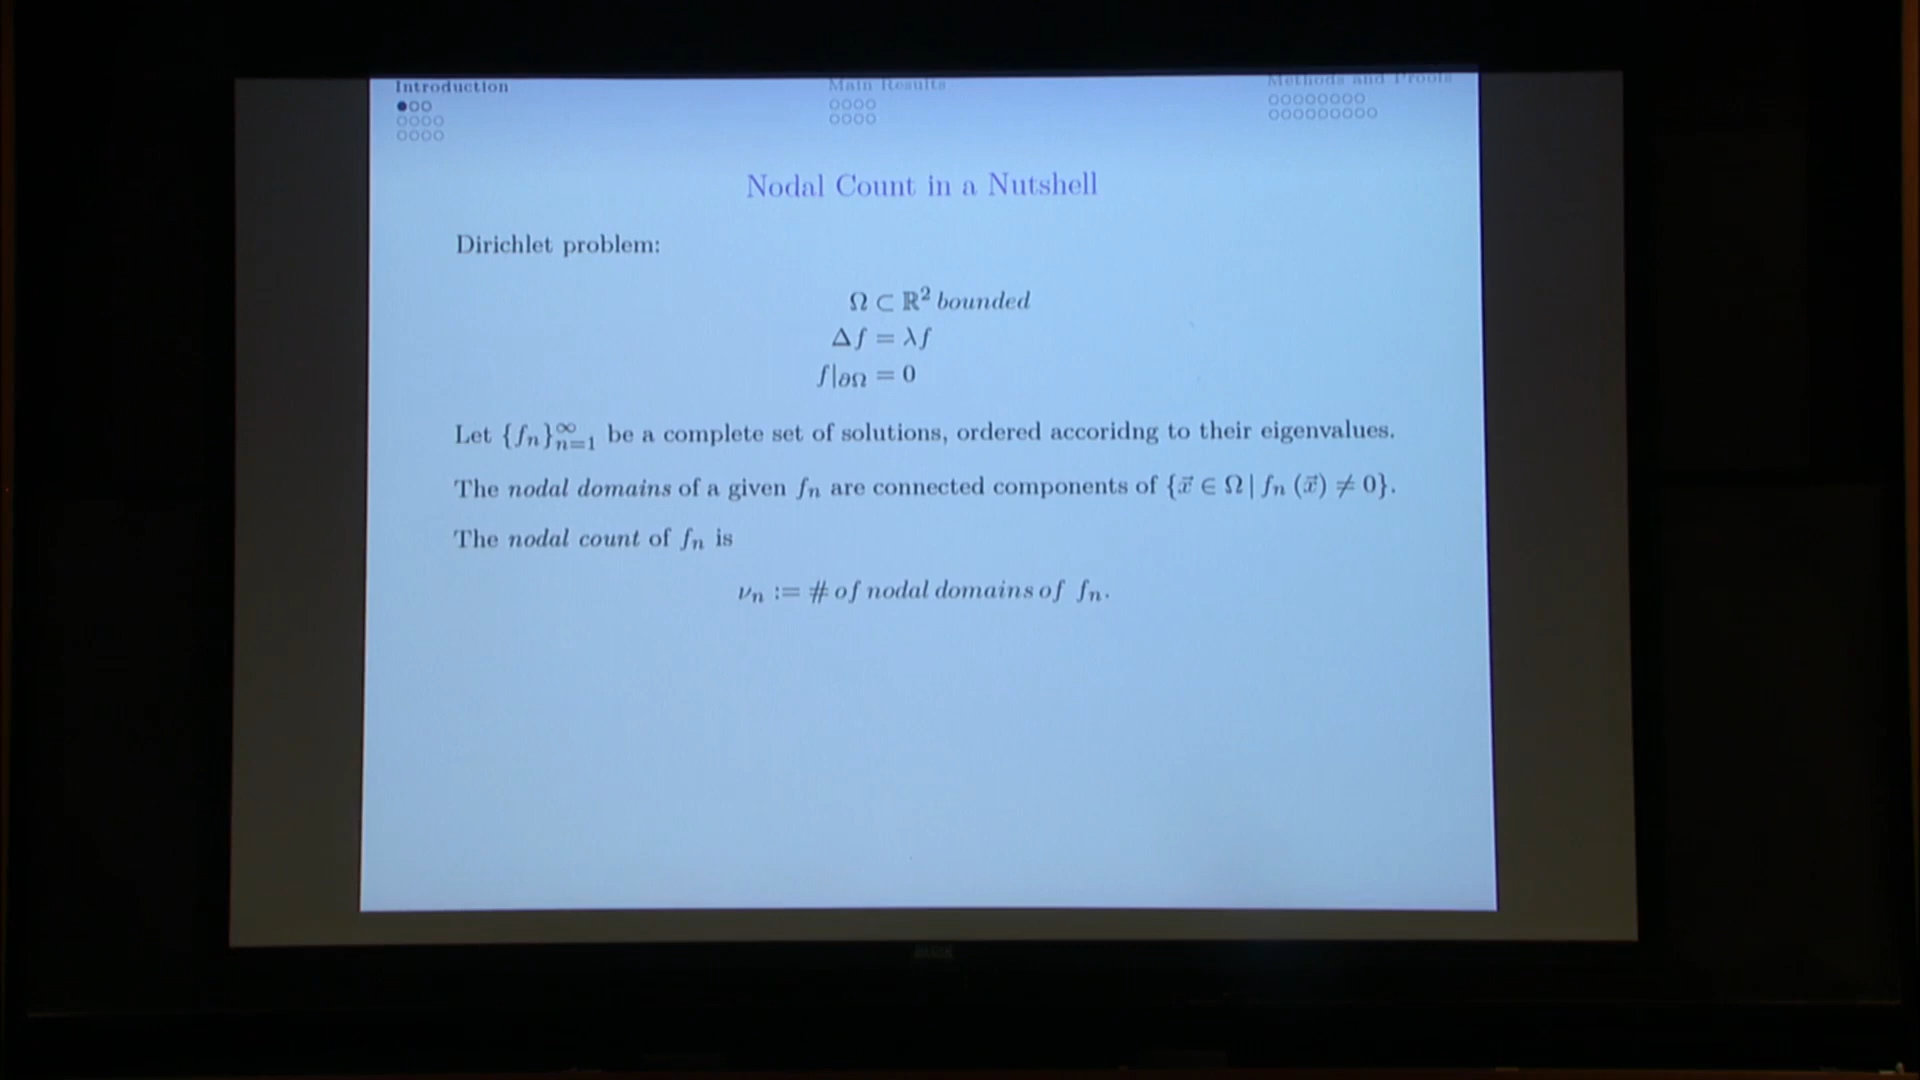 Introduction
Main Results
Methods and Proofs
Nodal Count in a Nutshell
Dirichlet problem:
Ω ⊂ ℝ² bounded
Δf = λf
f|∂Ω = 0
Let {fₙ}∞ₙ₌₁ be a complete set of solutions, ordered accoridng to their eigenvalues.
The nodal domains of a given fₙ are connected components of {x⃗ ∈ Ω | fₙ (x⃗) ≠ 0}.
The nodal count of fₙ is
νₙ := # of nodal domains of fₙ.